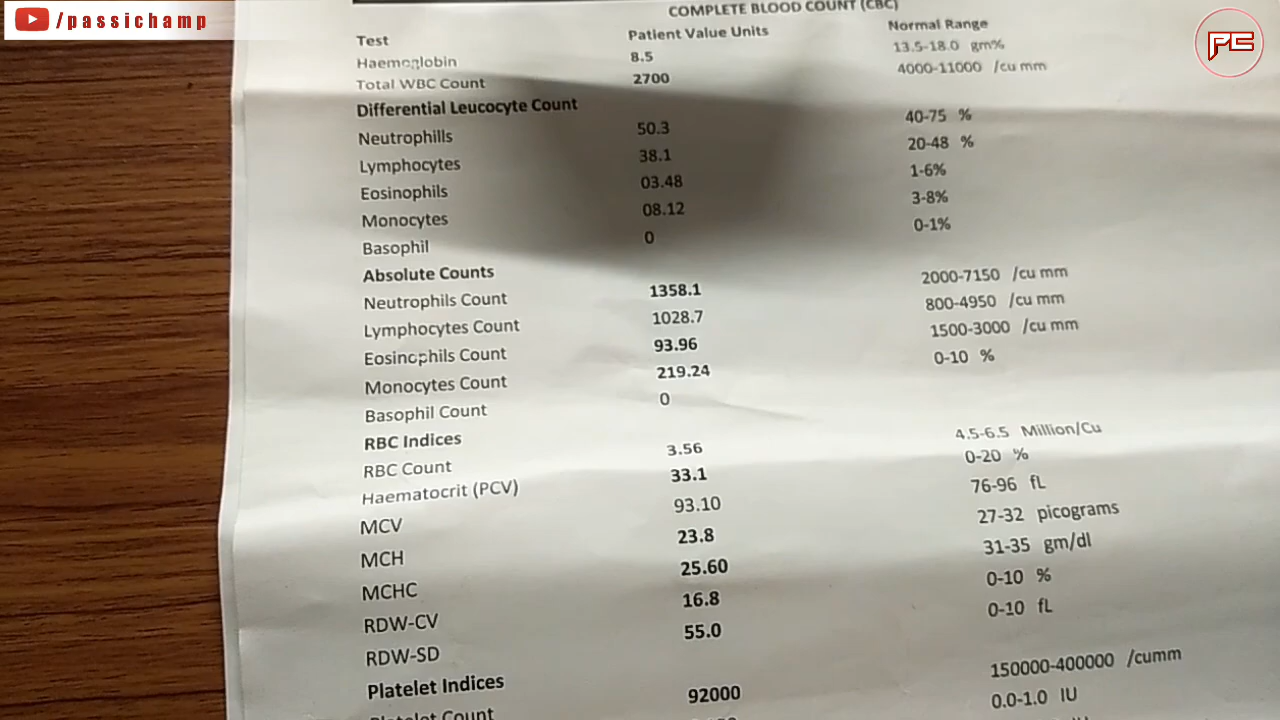 /passichamp
PC
COMPLETE BLOOD COUNT (CBC)
Test Patient Value Units Normal Range
Haemoglobin 8.5 13.5-18.0 gm%
Total WBC Count 2700 4000-11000 /cu mm
Differential Leucocyte Count
Neutrophills 50.3 40-75 %
Lymphocytes 38.1 20-48 %
Eosinophils 03.48 1-6%
Monocytes 08.12 3-8%
Basophil 0 0-1%
Absolute Counts
Neutrophils Count 1358.1 2000-7150 /cu mm
Lymphocytes Count 1028.7 800-4950 /cu mm
Eosinophils Count 93.96 1500-3000 /cu mm
Monocytes Count 219.24 0-10 %
Basophil Count 0
RBC Indices
RBC Count 3.56 4.5-6.5 Million/Cu
Haematocrit (PCV) 33.1 0-20 %
MCV 93.10 76-96 fL
MCH 23.8 27-32 picograms
MCHC 25.60 31-35 gm/dl
RDW-CV 16.8 0-10 %
RDW-SD 55.0 0-10 fL
Platelet Indices
Platelet Count 92000 150000-400000 /cumm
0.0-1.0 IU